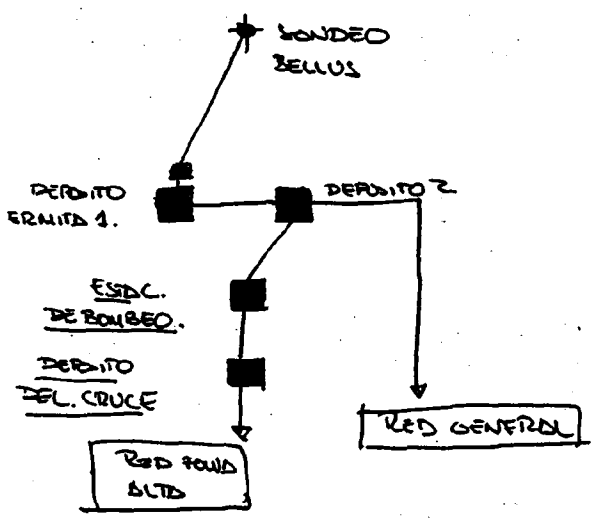 SONDEO
BELLUS
DEPOSITO
ERMITA 1.
DEPOSITO 2
ESTAC.
DE BOMBEO.
DEPOSITO
DEL. CRUCE
RED GENERAL
RED ZONA
ALTA